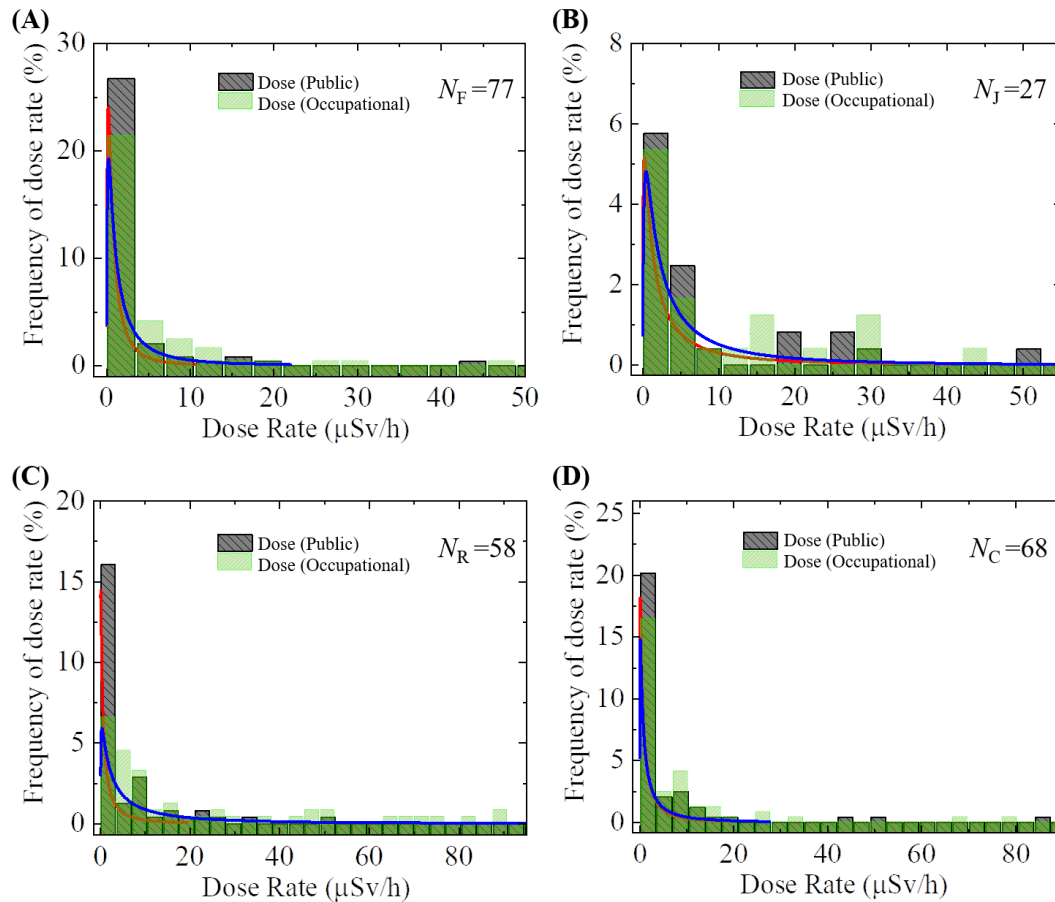 (A)
Frequency of dose rate (%)
30
20
10
0
Dose (Public)
Dose (Occupational)
N_F=77
0 10 20 30 40 50
Dose Rate (μSv/h)
(B)
Frequency of dose rate (%)
8
6
4
2
0
Dose (Public)
Dose (Occupational)
N_J=27
0 10 20 30 40 50
Dose Rate (μSv/h)
(C)
Frequency of dose rate (%)
20
15
10
5
0
Dose (Public)
Dose (Occupational)
N_R=58
0 20 40 60 80
Dose Rate (μSv/h)
(D)
Frequency of dose rate (%)
25
20
15
10
5
0
Dose (Public)
Dose (Occupational)
N_C=68
0 20 40 60 80
Dose Rate (μSv/h)